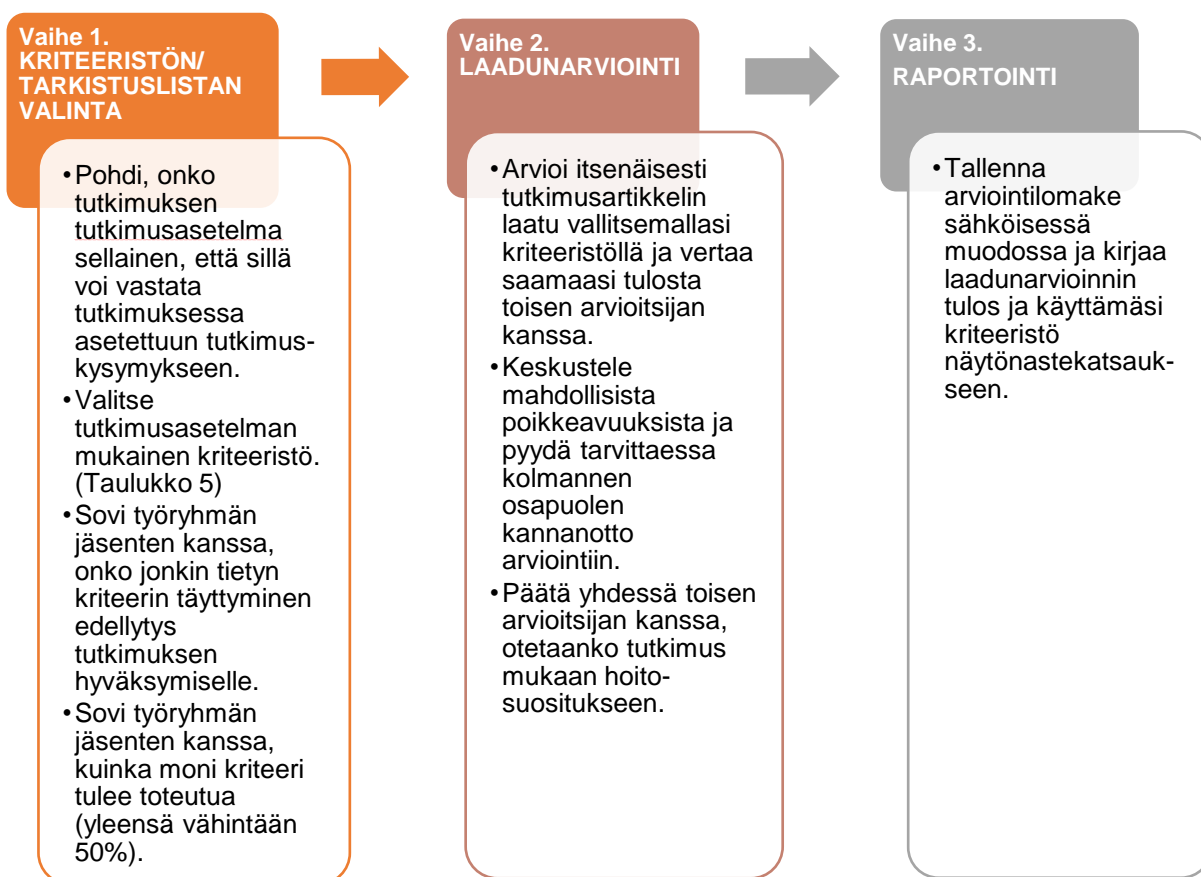 Vaihe 1.
KRITEERISTÖN/
TARKISTUSLISTAN
VALINTA
•Pohdi, onko
tutkimuksen
tutkimusasetelma
sellainen, että sillä
voi vastata
tutkimuksessa
asetettuun tutkimus-
kysymykseen.
•Valitse
tutkimusasetelman
mukainen kriteeristö.
(Taulukko 5)
•Sovi työryhmän
jäsenten kanssa,
onko jonkin tietyn
kriteerin täyttyminen
edellytys
tutkimuksen
hyväksymiselle.
•Sovi työryhmän
jäsenten kanssa,
kuinka moni kriteeri
tulee toteutua
(yleensä vähintään
50%).
Vaihe 2.
LAADUNARVIOINTI
•Arvioi itsenäisesti
tutkimusartikkelin
laatu vallitsemallasi
kriteeristöllä ja vertaa
saamaasi tulosta
toisen arvioitsijan
kanssa.
•Keskustele
mahdollisista
poikkeavuuksista ja
pyydä tarvittaessa
kolmannen
osapuolen
kannanotto
arviointiin.
•Päätä yhdessä toisen
arvioitsijan kanssa,
otetaanko tutkimus
mukaan hoito-
suositukseen.
Vaihe 3.
RAPORTOINTI
•Tallenna
arviointilomake
sähköisessä
muodossa ja kirjaa
laadunarvioinnin
tulos ja käyttämäsi
kriteeristö
näytönastekatsauk-
seen.